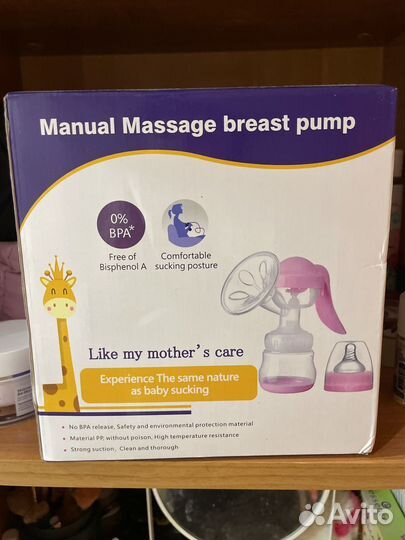 Manual Massage breast pump
0%
BPA*
Free of
Bisphenol A
Comfortable
sucking posture
Like my mother's care
Experience The same nature
as baby sucking
• No BPA release, Safety and environmental protection material
• Material PP, without poison, High temperature resistance
• Strong suction, Clean and thorough
Avito